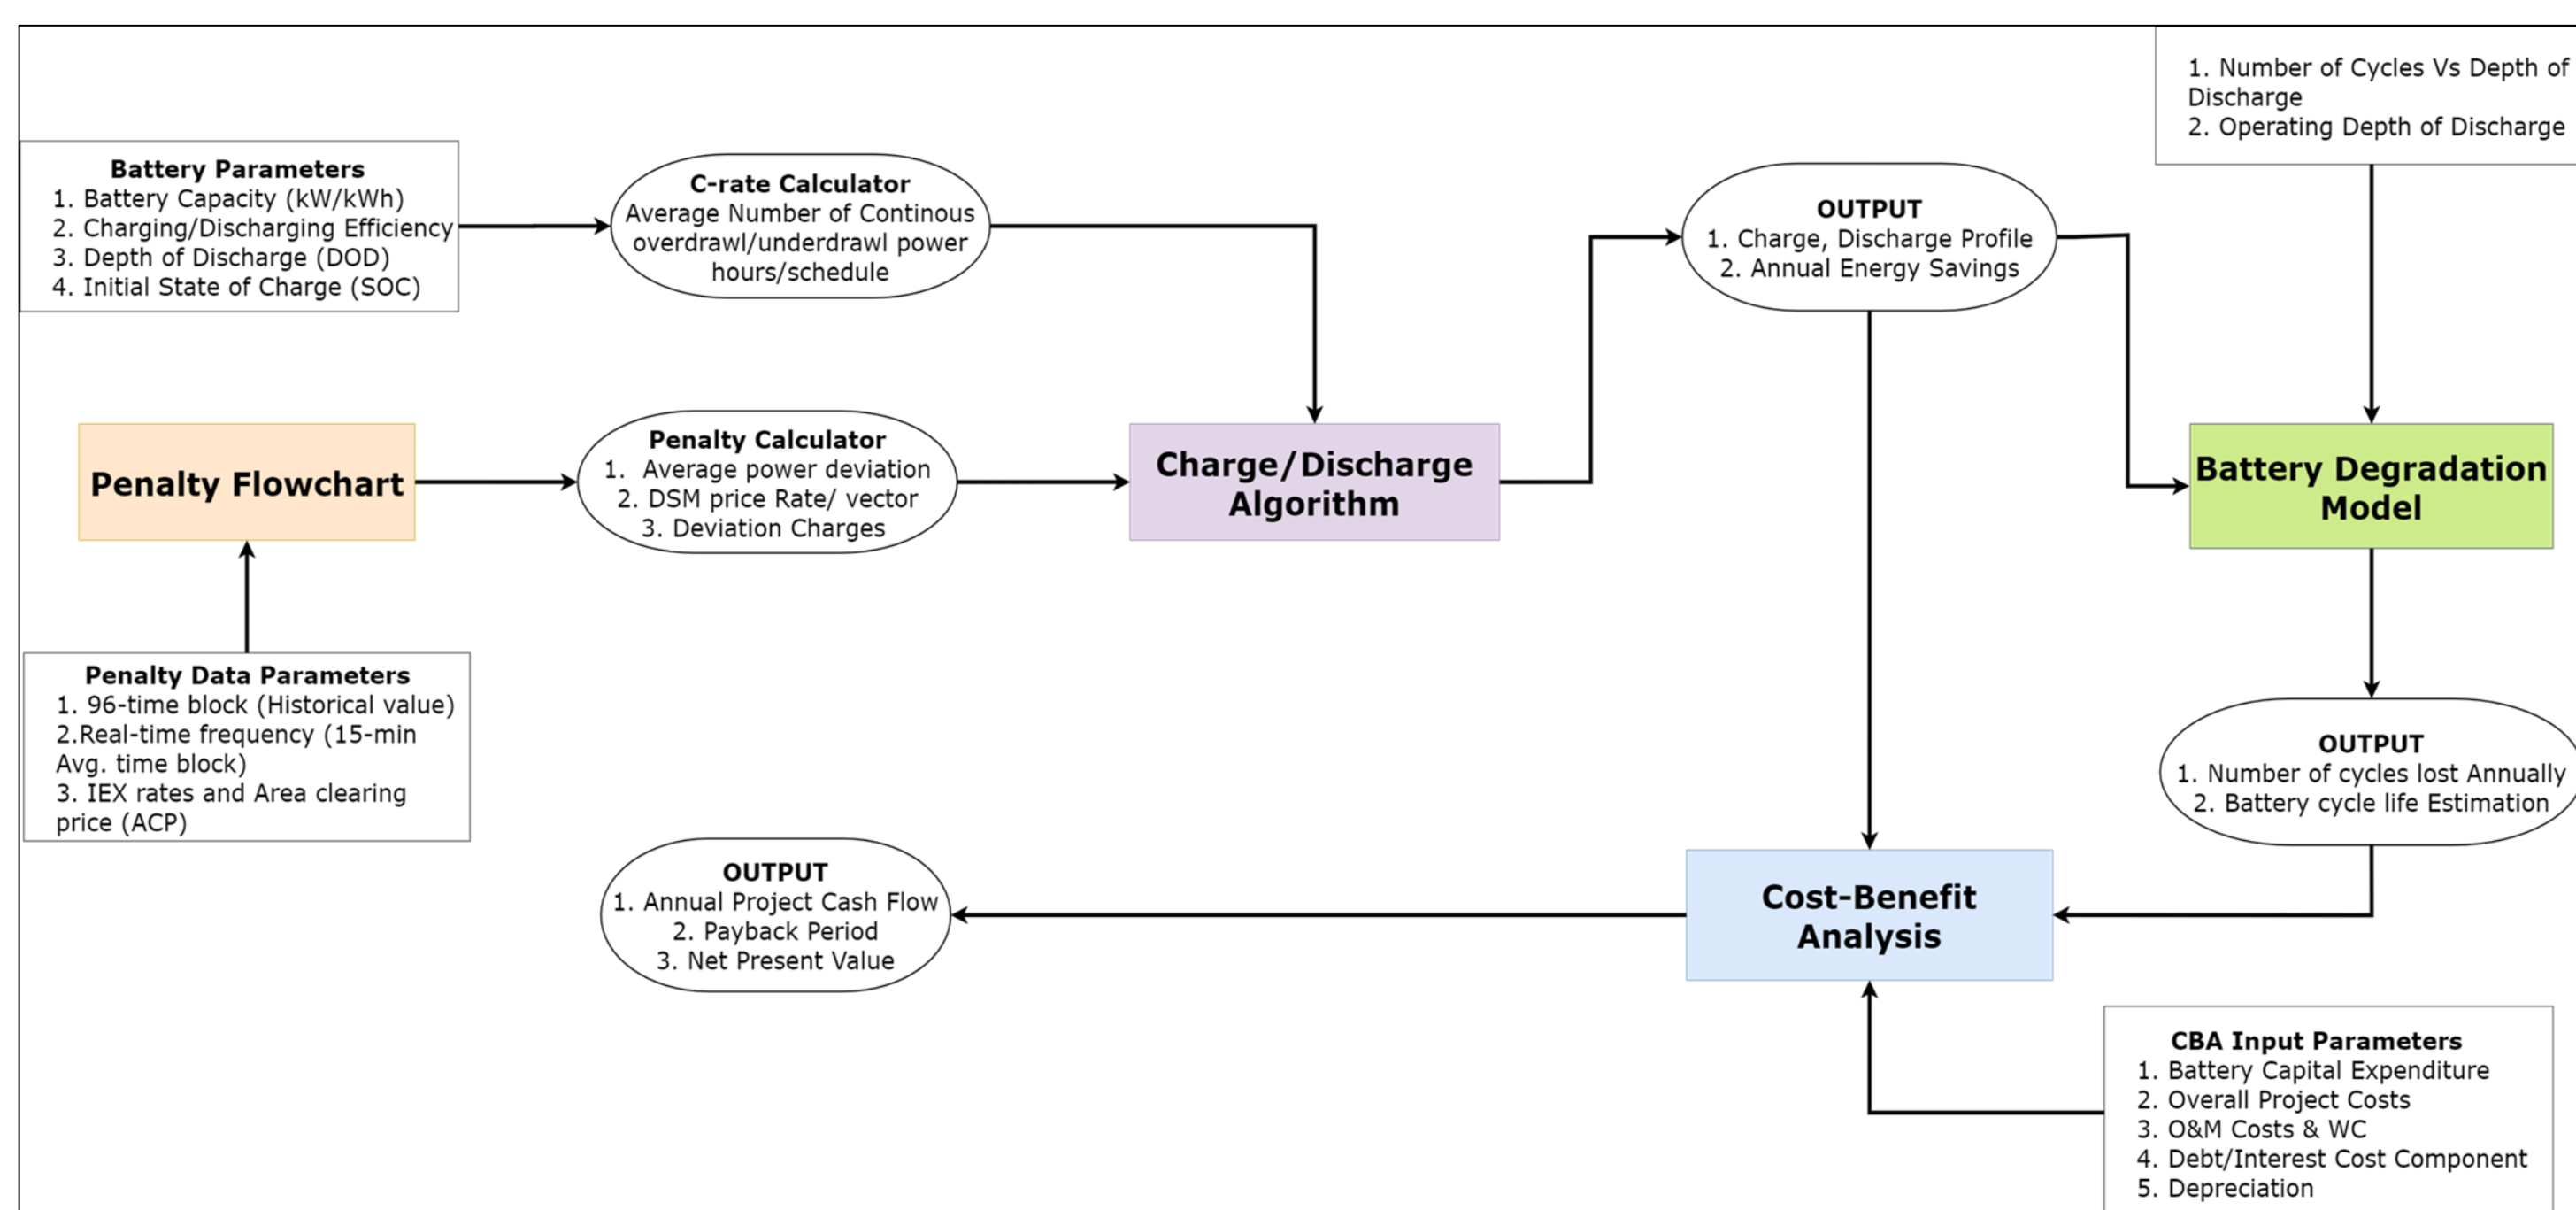 1. Number of Cycles Vs Depth of
Discharge
2. Operating Depth of Discharge
Battery Parameters
1. Battery Capacity (kW/kWh)
2. Charging/Discharging Efficiency
3. Depth of Discharge (DOD)
4. Initial State of Charge (SOC)
C-rate Calculator
Average Number of Continous
overdrawl/underdrawl power
hours/schedule
OUTPUT
1. Charge, Discharge Profile
2. Annual Energy Savings
Penalty Flowchart
Penalty Calculator
1. Average power deviation
2. DSM price Rate/ vector
3. Deviation Charges
Charge/Discharge
Algorithm
Battery Degradation
Model
Penalty Data Parameters
1. 96-time block (Historical value)
2.Real-time frequency (15-min
Avg. time block)
3. IEX rates and Area clearing
price (ACP)
OUTPUT
1. Number of cycles lost Annually
2. Battery cycle life Estimation
OUTPUT
1. Annual Project Cash Flow
2. Payback Period
3. Net Present Value
Cost-Benefit
Analysis
CBA Input Parameters
1. Battery Capital Expenditure
2. Overall Project Costs
3. O&M Costs & WC
4. Debt/Interest Cost Component
5. Depreciation